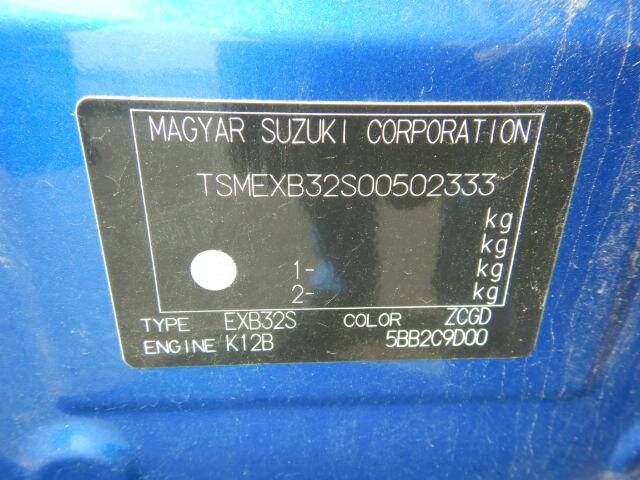 MAGYAR SUZUKI CORPORATION
TSMEXB32S00502333
kg
kg
1- kg
2- kg
TYPE EXB32S COLOR ZCGD
ENGINE K12B 5BB2C9D00